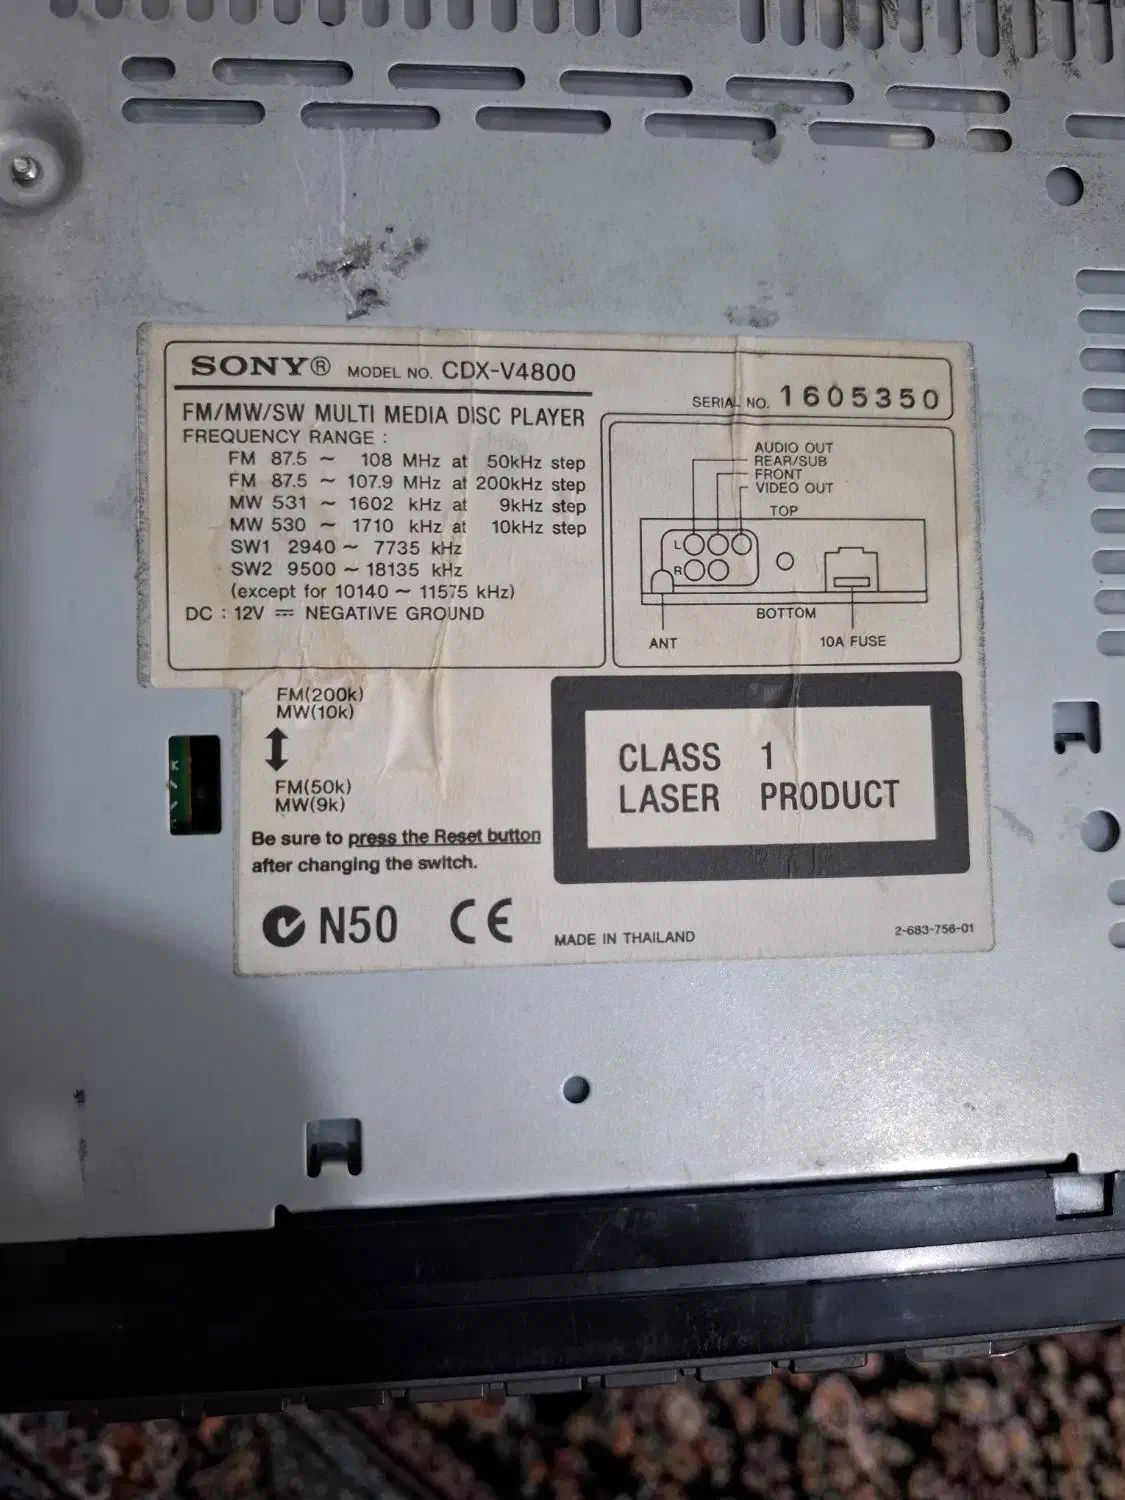 SONY® MODEL NO. CDX-V4800
SERIAL NO. 1605350
FM/MW/SW MULTI MEDIA DISC PLAYER
FREQUENCY RANGE :
FM 87.5 ~ 108 MHz at 50kHz step
FM 87.5 ~ 107.9 MHz at 200kHz step
MW 531 ~ 1602 kHz at 9kHz step
MW 530 ~ 1710 kHz at 10kHz step
SW1 2940 ~ 7735 kHz
SW2 9500 ~ 18135 kHz
(except for 10140 ~ 11575 kHz)
DC : 12V ⎓ NEGATIVE GROUND
AUDIO OUT
REAR/SUB
FRONT
VIDEO OUT
TOP
L
R
BOTTOM
ANT
10A FUSE
FM(200k)
MW(10k)
FM(50k)
MW(9k)
Be sure to press the Reset button
after changing the switch.
CLASS 1
LASER PRODUCT
N50 CE
MADE IN THAILAND
2-683-756-01